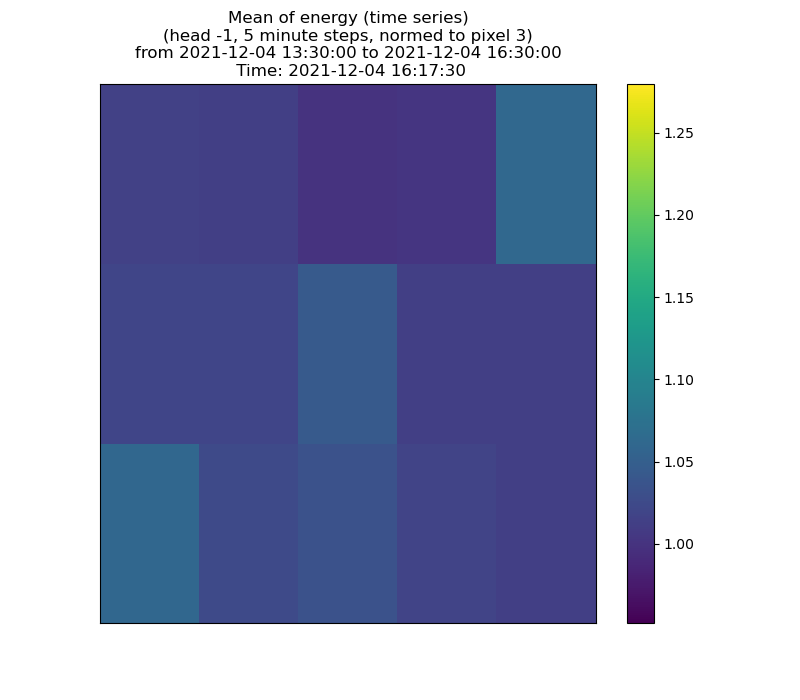 Mean of energy (time series)
(head -1, 5 minute steps, normed to pixel 3)
from 2021-12-04 13:30:00 to 2021-12-04 16:30:00
Time: 2021-12-04 16:17:30
1.25
1.20
1.15
1.10
1.05
1.00